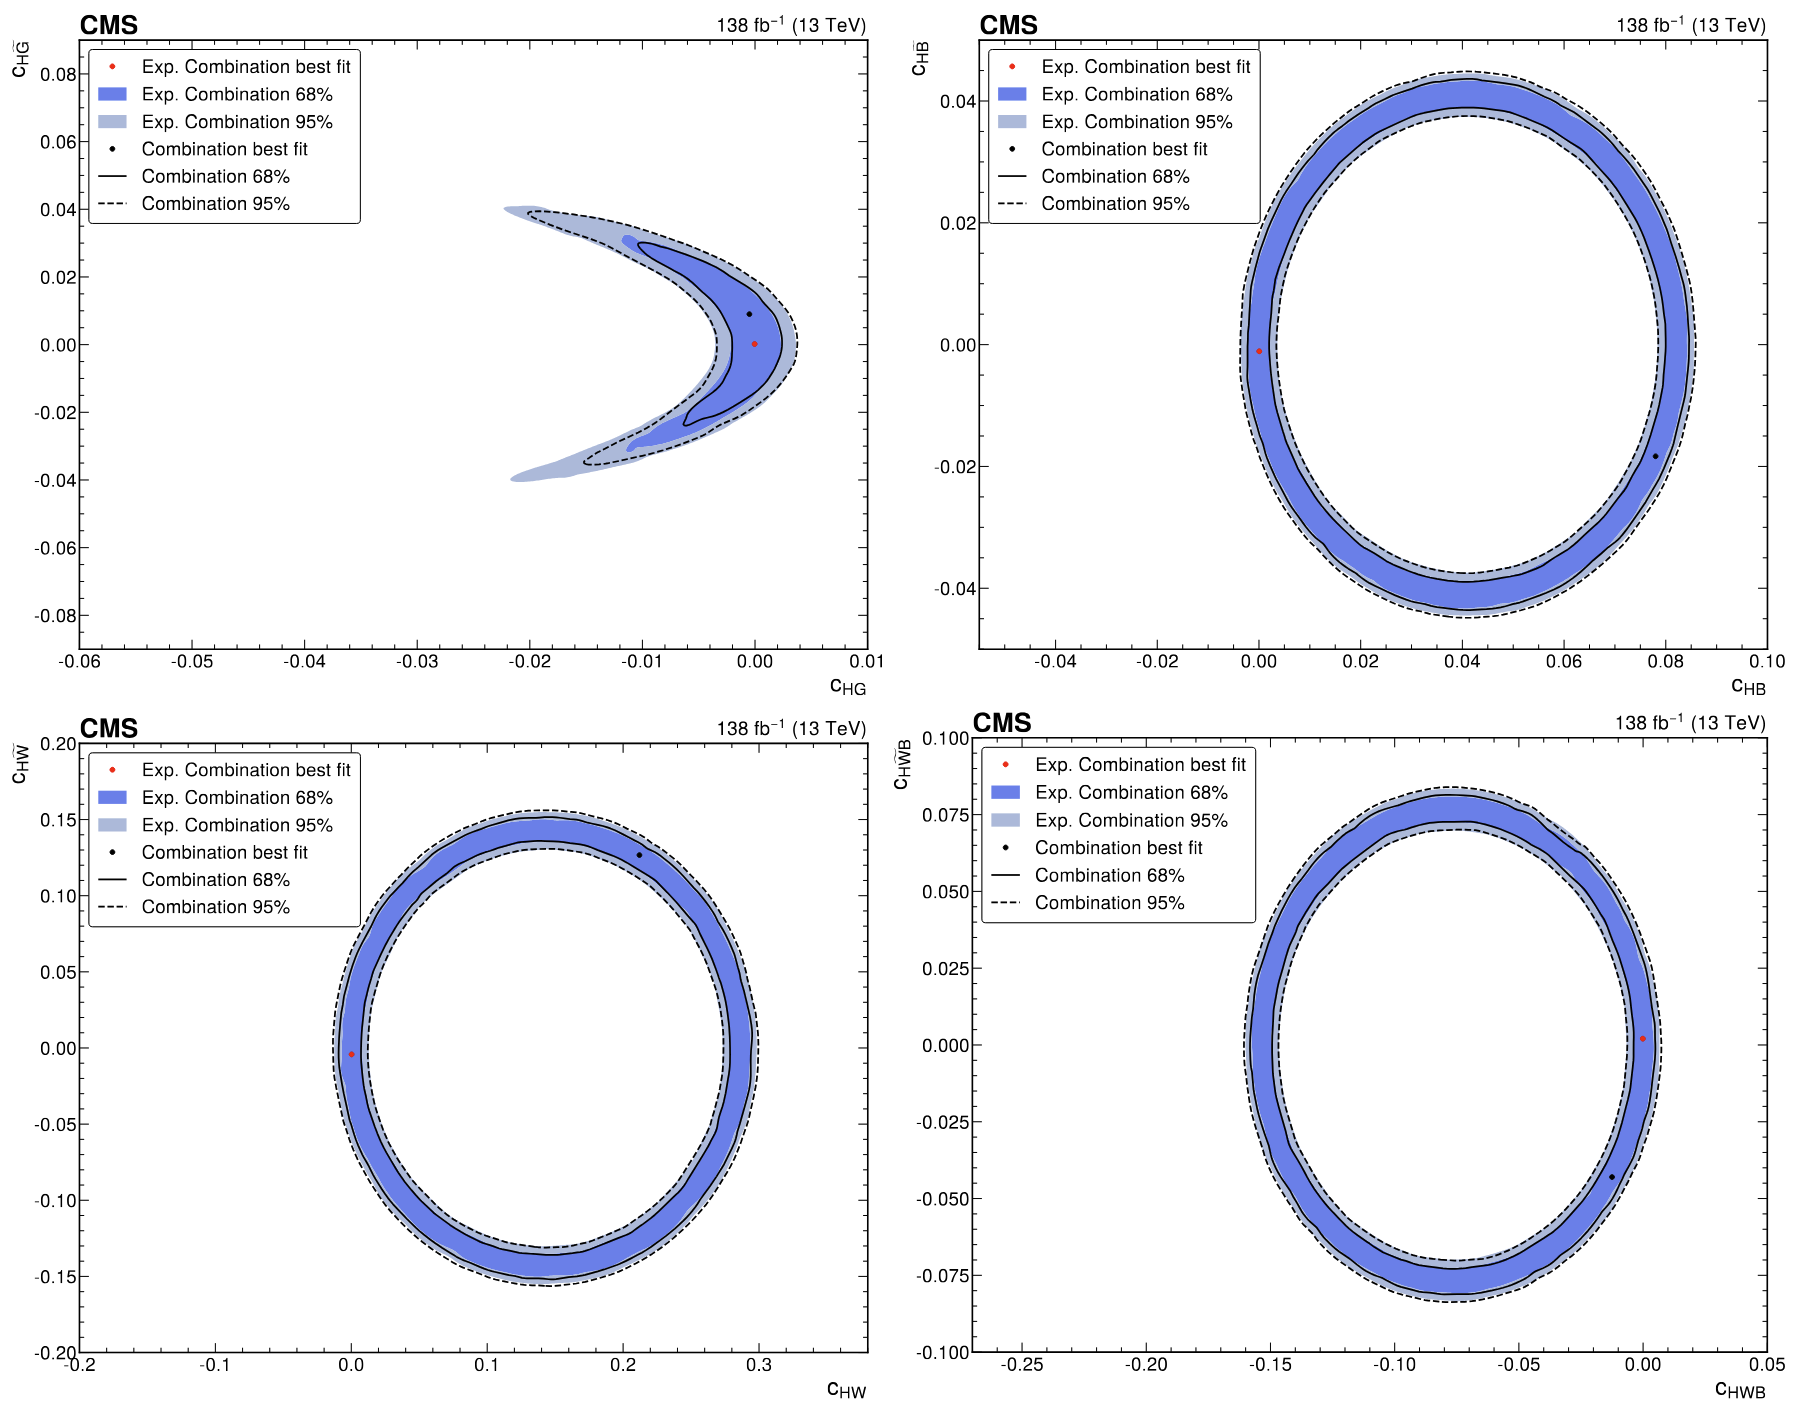 CMS 138 fb⁻¹ (13 TeV)
c_HG̃
Exp. Combination best fit
Exp. Combination 68%
Exp. Combination 95%
Combination best fit
Combination 68%
Combination 95%
0.08
0.06
0.04
0.02
0.00
-0.02
-0.04
-0.06
-0.08
-0.06 -0.05 -0.04 -0.03 -0.02 -0.01 0.00 0.01
c_HG
CMS 138 fb⁻¹ (13 TeV)
c_HB̃
Exp. Combination best fit
Exp. Combination 68%
Exp. Combination 95%
Combination best fit
Combination 68%
Combination 95%
0.04
0.02
0.00
-0.02
-0.04
-0.04 -0.02 0.00 0.02 0.04 0.06 0.08 0.10
c_HB
CMS 138 fb⁻¹ (13 TeV)
c_HW̃
Exp. Combination best fit
Exp. Combination 68%
Exp. Combination 95%
Combination best fit
Combination 68%
Combination 95%
0.20
0.15
0.10
0.05
0.00
-0.05
-0.10
-0.15
-0.20
-0.2 -0.1 0.0 0.1 0.2 0.3
c_HW
CMS 138 fb⁻¹ (13 TeV)
c_HW̃B
Exp. Combination best fit
Exp. Combination 68%
Exp. Combination 95%
Combination best fit
Combination 68%
Combination 95%
0.100
0.075
0.050
0.025
0.000
-0.025
-0.050
-0.075
-0.100
-0.25 -0.20 -0.15 -0.10 -0.05 0.00 0.05
c_HWB